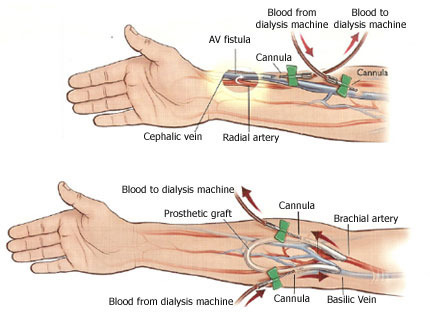 Blood from
dialysis machine
Blood to
dialysis machine
AV fistula
Cannula
Cannula
Cephalic vein
Radial artery
Blood to dialysis machine
Prosthetic graft
Cannula
Brachial artery
Blood from dialysis machine
Cannula
Basilic Vein